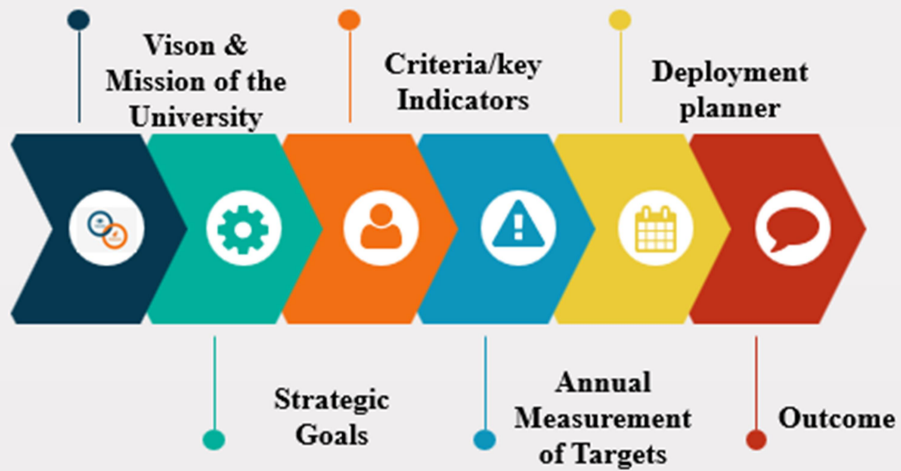 Vison &
Mission of the
University
Criteria/key
Indicators
Deployment
planner
Strategic
Goals
Annual
Measurement
of Targets
Outcome